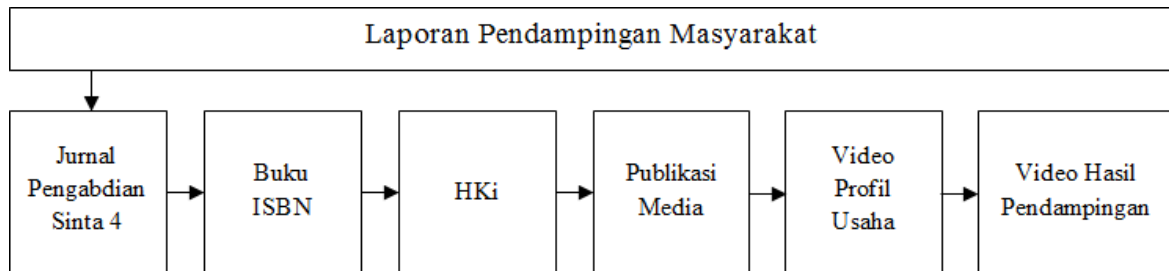 Laporan Pendampingan Masyarakat
Jurnal
Pengabdian
Sinta 4
Buku
ISBN
HKi
Publikasi
Media
Video
Profil
Usaha
Video Hasil
Pendampingan